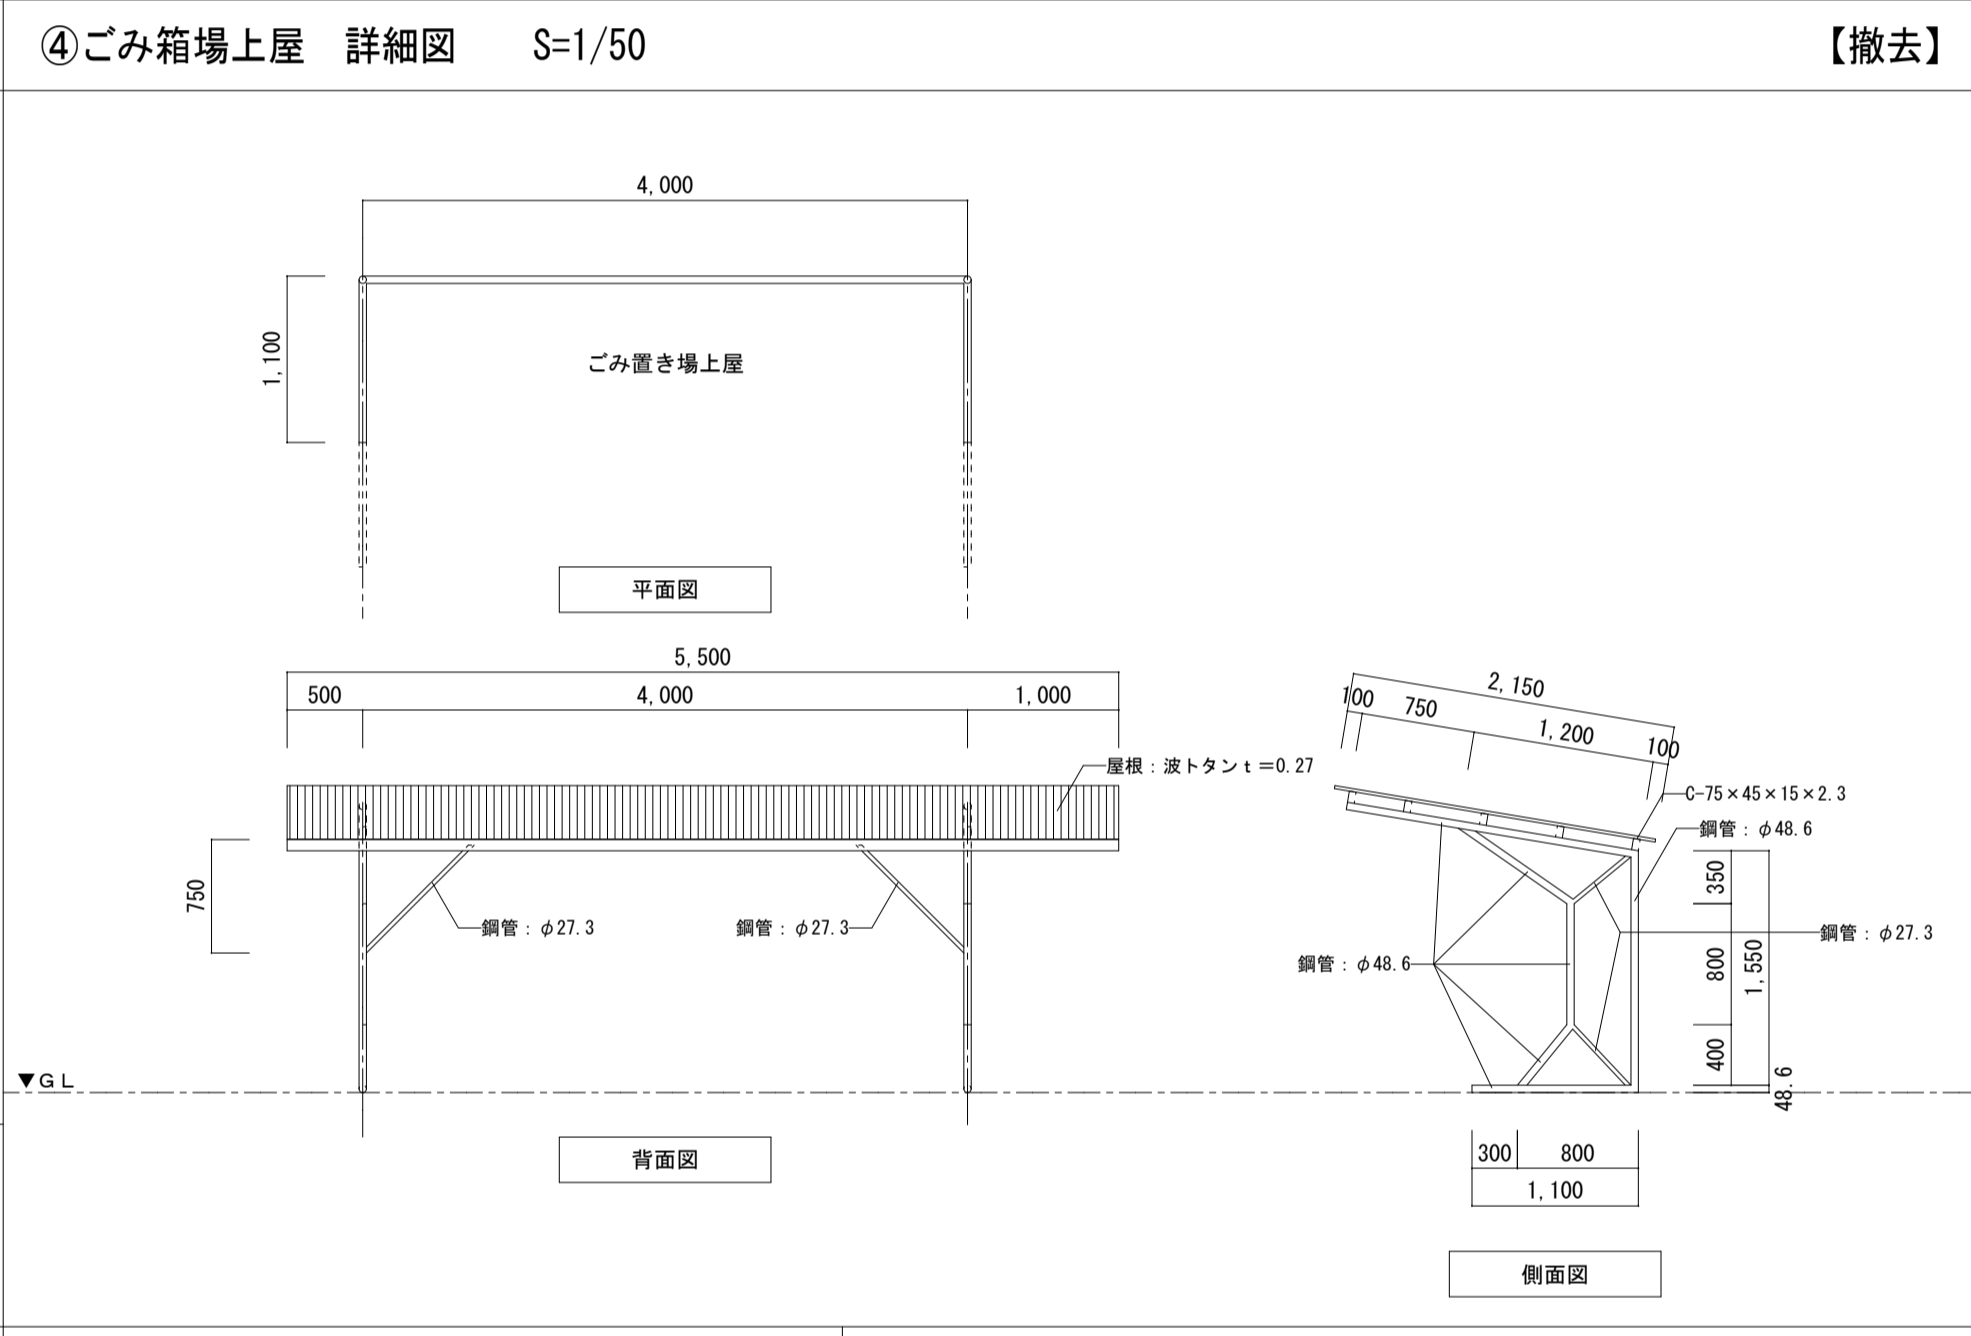 ④ごみ箱場上屋　詳細図　　S=1/50
【撤去】
4,000
1,100
ごみ置き場上屋
平面図
5,500
500
4,000
1,000
屋根：波トタンｔ＝0.27
750
鋼管：φ27.3
鋼管：φ27.3
▼ＧＬ
背面図
2,150
100
750
1,200
100
C-75×45×15×2.3
鋼管：φ48.6
鋼管：φ48.6
鋼管：φ27.3
350
800
1,550
400
48.6
300
800
1,100
側面図